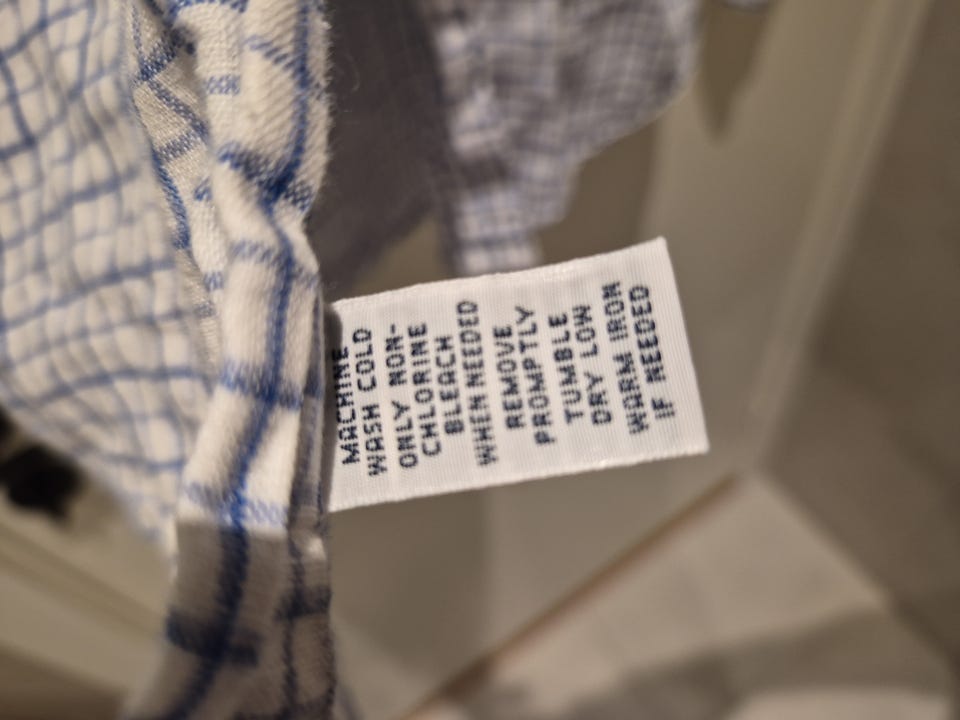 MACHINE
WASH COLD
ONLY NON-
CHLORINE
BLEACH
WHEN NEEDED
REMOVE
PROMPTLY
TUMBLE
DRY LOW
WARM IRON
IF NEEDED